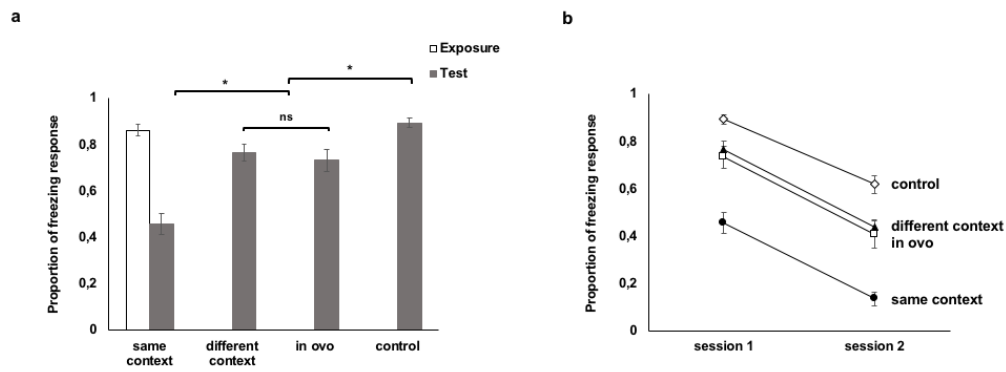 a
Exposure
Test
*
*
ns
Proportion of freezing response
1
0,8
0,6
0,4
0,2
0
same context
different context
in ovo
control
b
Proportion of freezing response
1
0,8
0,6
0,4
0,2
0
control
different context
in ovo
same context
session 1
session 2